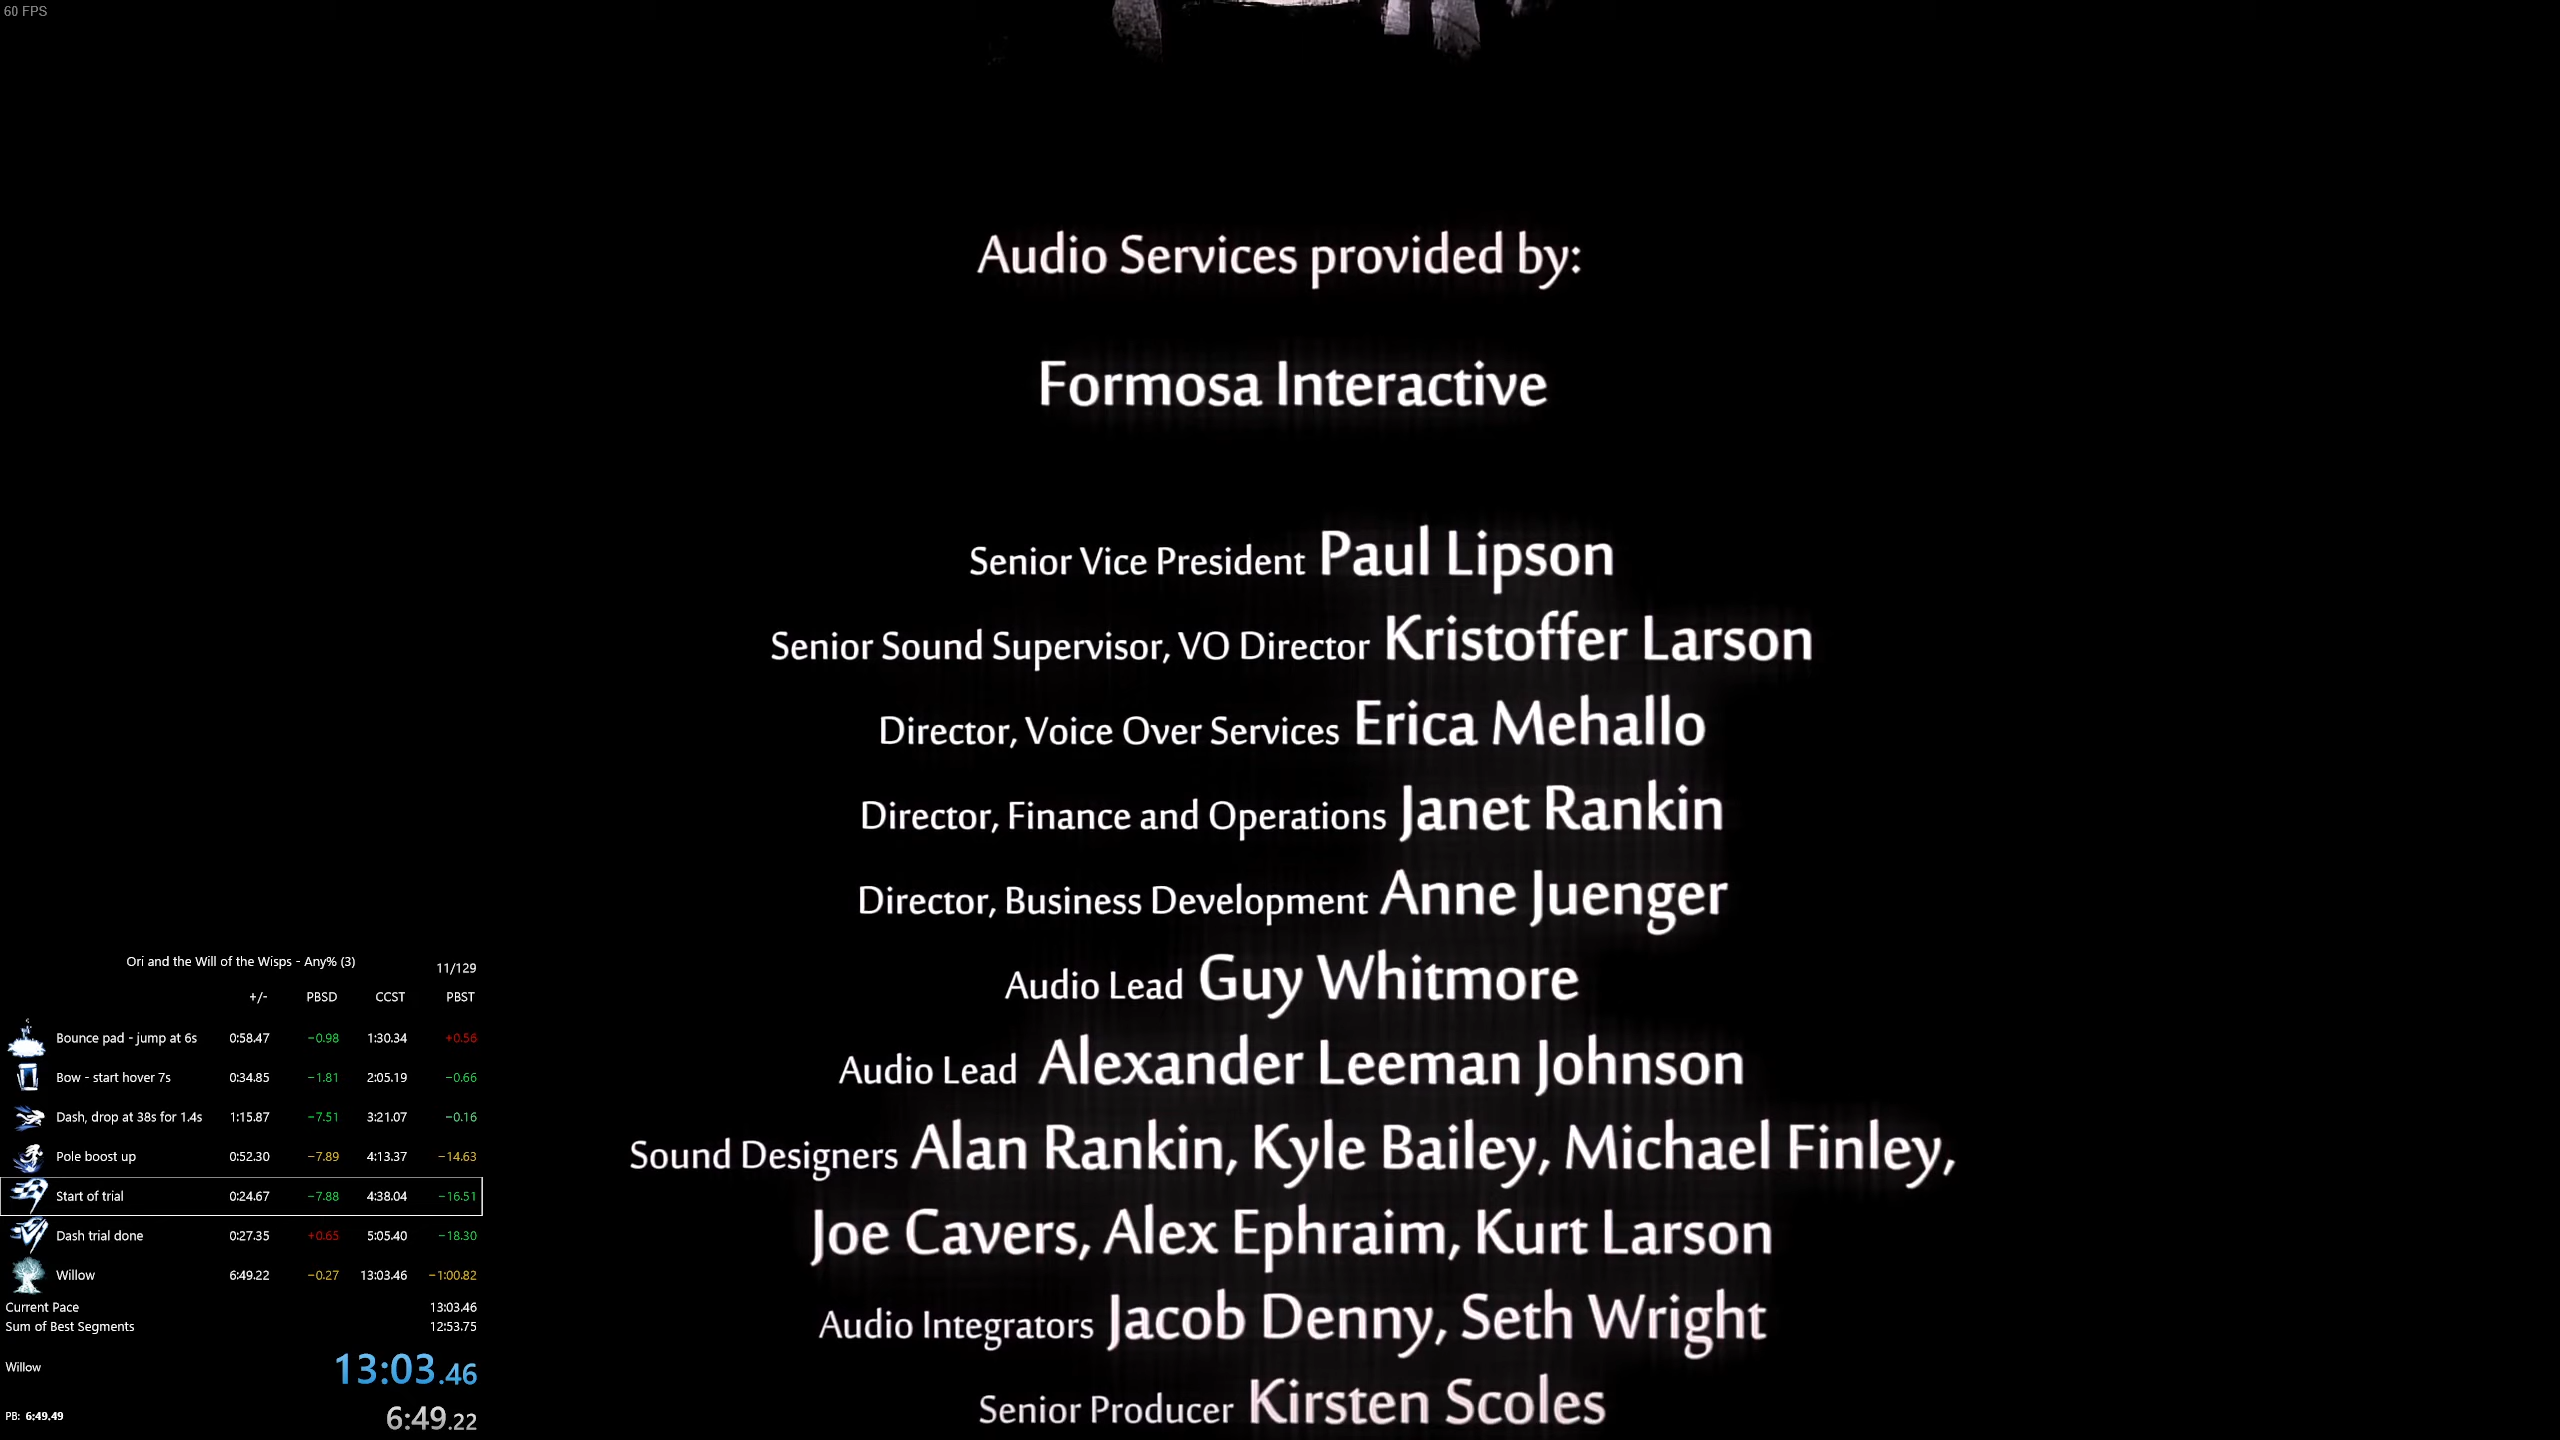 60 FPS
Audio Services provided by:
Formosa Interactive
Senior Vice President Paul Lipson
Senior Sound Supervisor, VO Director Kristoffer Larson
Director, Voice Over Services Erica Mehallo
Director, Finance and Operations Janet Rankin
Director, Business Development Anne Juenger
Audio Lead Guy Whitmore
Audio Lead Alexander Leeman Johnson
Sound Designers Alan Rankin, Kyle Bailey, Michael Finley,
Joe Cavers, Alex Ephraim, Kurt Larson
Audio Integrators Jacob Denny, Seth Wright
Senior Producer Kirsten Scoles
Ori and the Will of the Wisps - Any% (3)
11/129
+/- PBSD CCST PBST
Bounce pad - jump at 6s 0:58.47 −0.98 1:30.34 +0.56
Bow - start hover 7s 0:34.85 −1.81 2:05.19 −0.66
Dash, drop at 38s for 1.4s 1:15.87 −7.51 3:21.07 −0.16
Pole boost up 0:52.30 −7.89 4:13.37 −14.63
Start of trial 0:24.67 −7.88 4:38.04 −16.51
Dash trial done 0:27.35 +0.65 5:05.40 −18.30
Willow 6:49.22 −0.27 13:03.46 −1:00.82
Current Pace 13:03.46
Sum of Best Segments 12:53.75
Willow 13:03.46
PB: 6:49.49 6:49.22